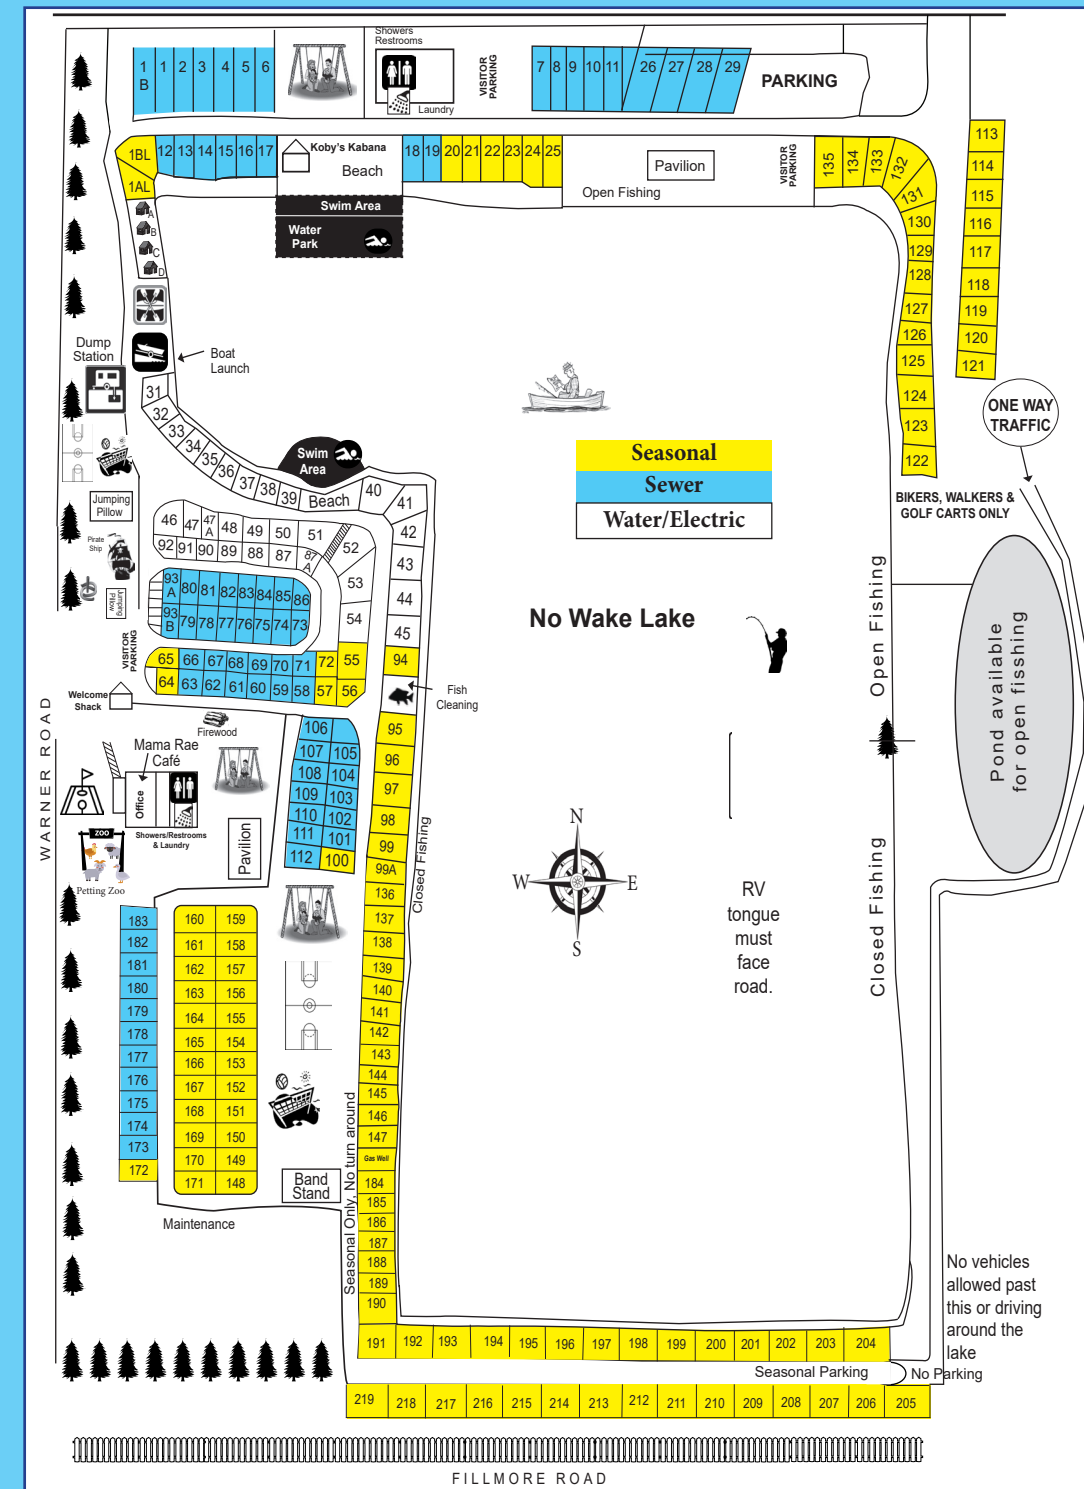 Showers
Restrooms
Laundry
VISITOR
PARKING
1
B
1
2
3
4
5
6
7
8
9
10
11
26
27
28
29
PARKING
1BL
1AL
12
13
14
15
16
17
Koby's Kabana
Beach
18
19
20
21
22
23
24
25
Pavilion
Open Fishing
VISITOR
PARKING
135
134
133
132
131
130
129
128
127
126
125
124
123
122
113
114
115
116
117
118
119
120
121
Swim Area
Water
Park
A
B
C
D
Boat
Launch
Dump
Station
31
32
33
34
35
36
37
38
39
Beach
40
41
42
43
44
45
94
Swim
Area
Jumping
Pillow
Pirate
Ship
Jumping
Pillow
VISITOR
PARKING
46
47
47
A
48
49
50
51
52
53
54
55
56
92
91
90
89
88
87
87
A
93
A
80
81
82
83
84
85
86
93
B
79
78
77
76
75
74
73
65
66
67
68
69
70
71
72
64
63
62
61
60
59
58
57
Seasonal
Sewer
Water/Electric
ONE WAY
TRAFFIC
BIKERS, WALKERS &
GOLF CARTS ONLY
No Wake Lake
Open Fishing
Closed Fishing
Pond available
for open fisshing
Fish
Cleaning
Welcome
Shack
Firewood
Mama Rae
Café
Office
Showers/Restrooms
& Laundry
ZOO
Petting Zoo
WARNER ROAD
Pavilion
106
107
105
108
104
109
103
110
102
111
101
112
100
95
96
97
98
99
99A
136
137
138
139
140
141
142
143
144
145
146
147
Gas Well
184
185
186
187
188
189
190
Closed Fishing
N
W
E
S
RV
tongue
must
face
road.
183
182
181
180
179
178
177
176
175
174
173
172
160
159
161
158
162
157
163
156
164
155
165
154
166
153
167
152
168
151
169
150
170
149
171
148
Band
Stand
Maintenance
Seasonal Only, No turn around
No vehicles
allowed past
this or driving
around the
lake
191
192
193
194
195
196
197
198
199
200
201
202
203
204
Seasonal Parking
No Parking
219
218
217
216
215
214
213
212
211
210
209
208
207
206
205
FILLMORE ROAD